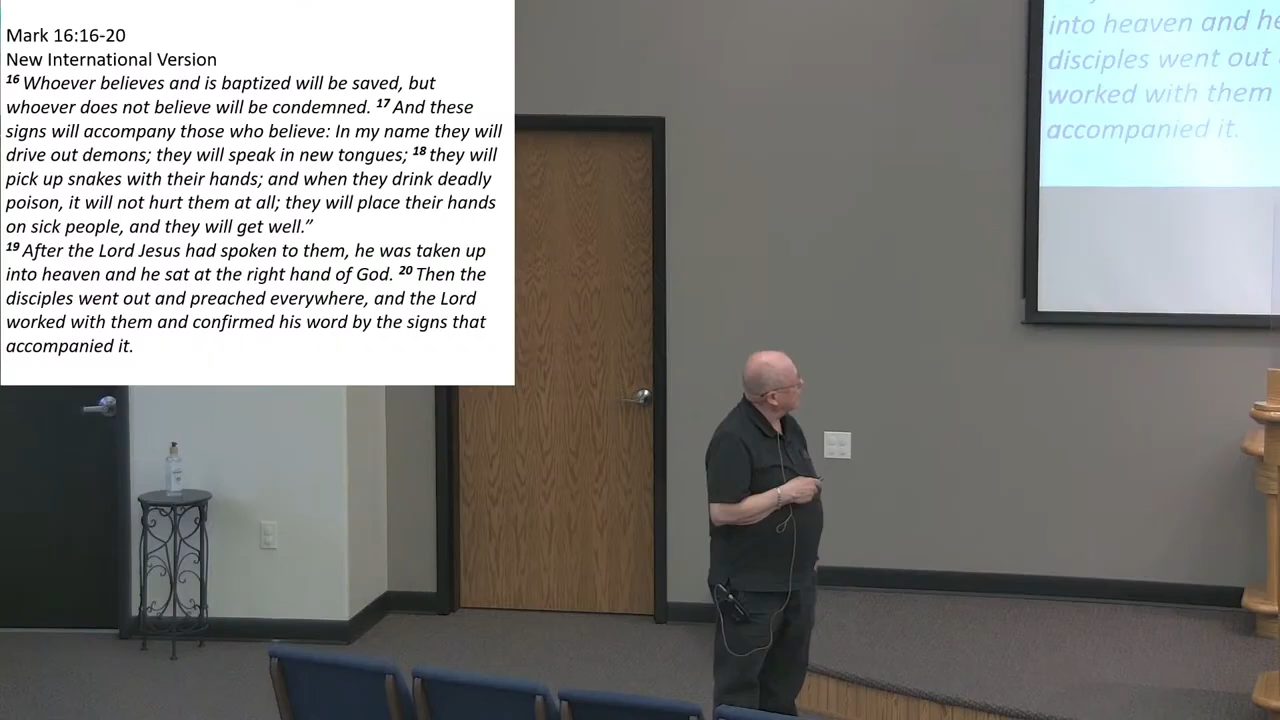 Mark 16:16-20
New International Version
16 Whoever believes and is baptized will be saved, but
whoever does not believe will be condemned. 17 And these
signs will accompany those who believe: In my name they will
drive out demons; they will speak in new tongues; 18 they will
pick up snakes with their hands; and when they drink deadly
poison, it will not hurt them at all; they will place their hands
on sick people, and they will get well.”
19 After the Lord Jesus had spoken to them, he was taken up
into heaven and he sat at the right hand of God. 20 Then the
disciples went out and preached everywhere, and the Lord
worked with them and confirmed his word by the signs that
accompanied it.
into heaven and he
disciples went out
worked with them
accompanied it.